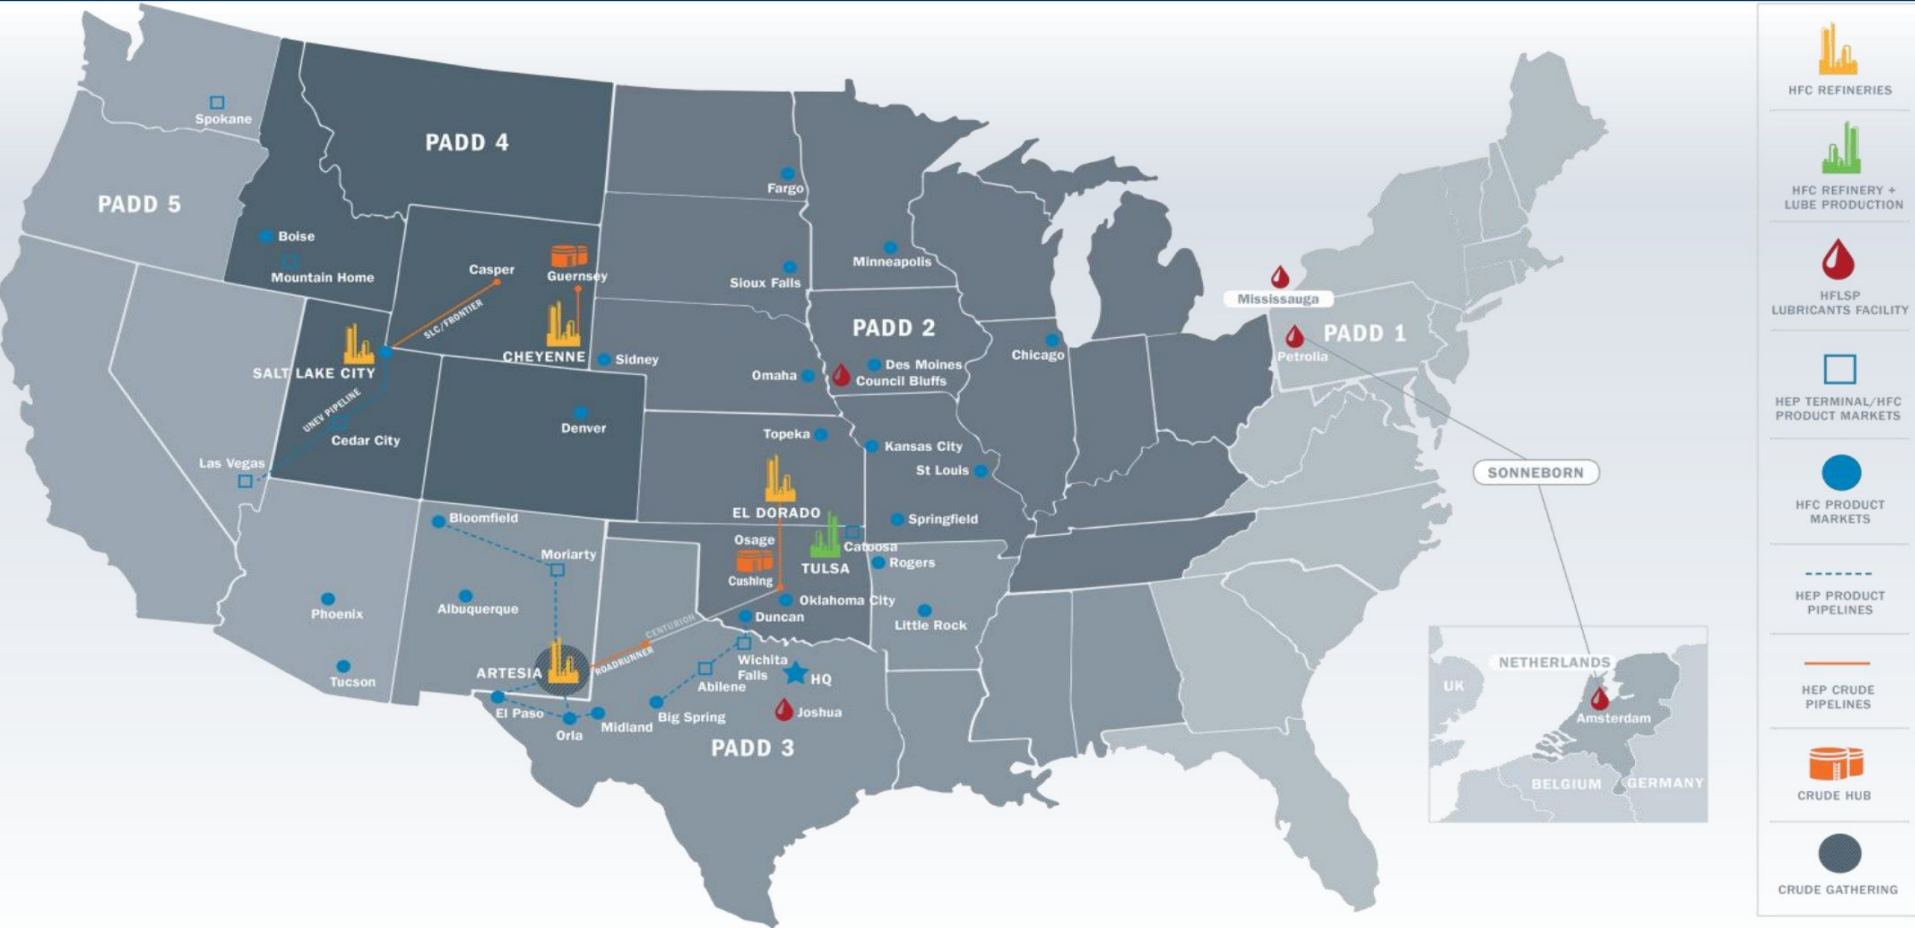 Spokane
PADD 5
PADD 4
Boise
Mountain Home
Casper
Guernsey
SLC/FRONTIER
CHEYENNE
SALT LAKE CITY
UNEV PIPELINE
Cedar City
Las Vegas
Denver
Sidney
Fargo
Sioux Falls
Minneapolis
PADD 2
Omaha
Des Moines
Council Bluffs
Chicago
Topeka
Kansas City
St Louis
EL DORADO
Springfield
Osage
Cushing
Catoosa
TULSA
Rogers
Oklahoma City
Duncan
Little Rock
Bloomfield
Moriarty
Phoenix
Albuquerque
Tucson
ARTESIA
ROADRUNNER
CENTURION
Wichita
Falls
Abilene
HQ
El Paso
Orla
Midland
Big Spring
Joshua
PADD 3
Mississauga
PADD 1
Petrolia
SONNEBORN
NETHERLANDS
UK
Amsterdam
BELGIUM
GERMANY
HFC REFINERIES
HFC REFINERY +
LUBE PRODUCTION
HFLSP
LUBRICANTS FACILITY
HEP TERMINAL/HFC
PRODUCT MARKETS
HFC PRODUCT
MARKETS
HEP PRODUCT
PIPELINES
HEP CRUDE
PIPELINES
CRUDE HUB
CRUDE GATHERING